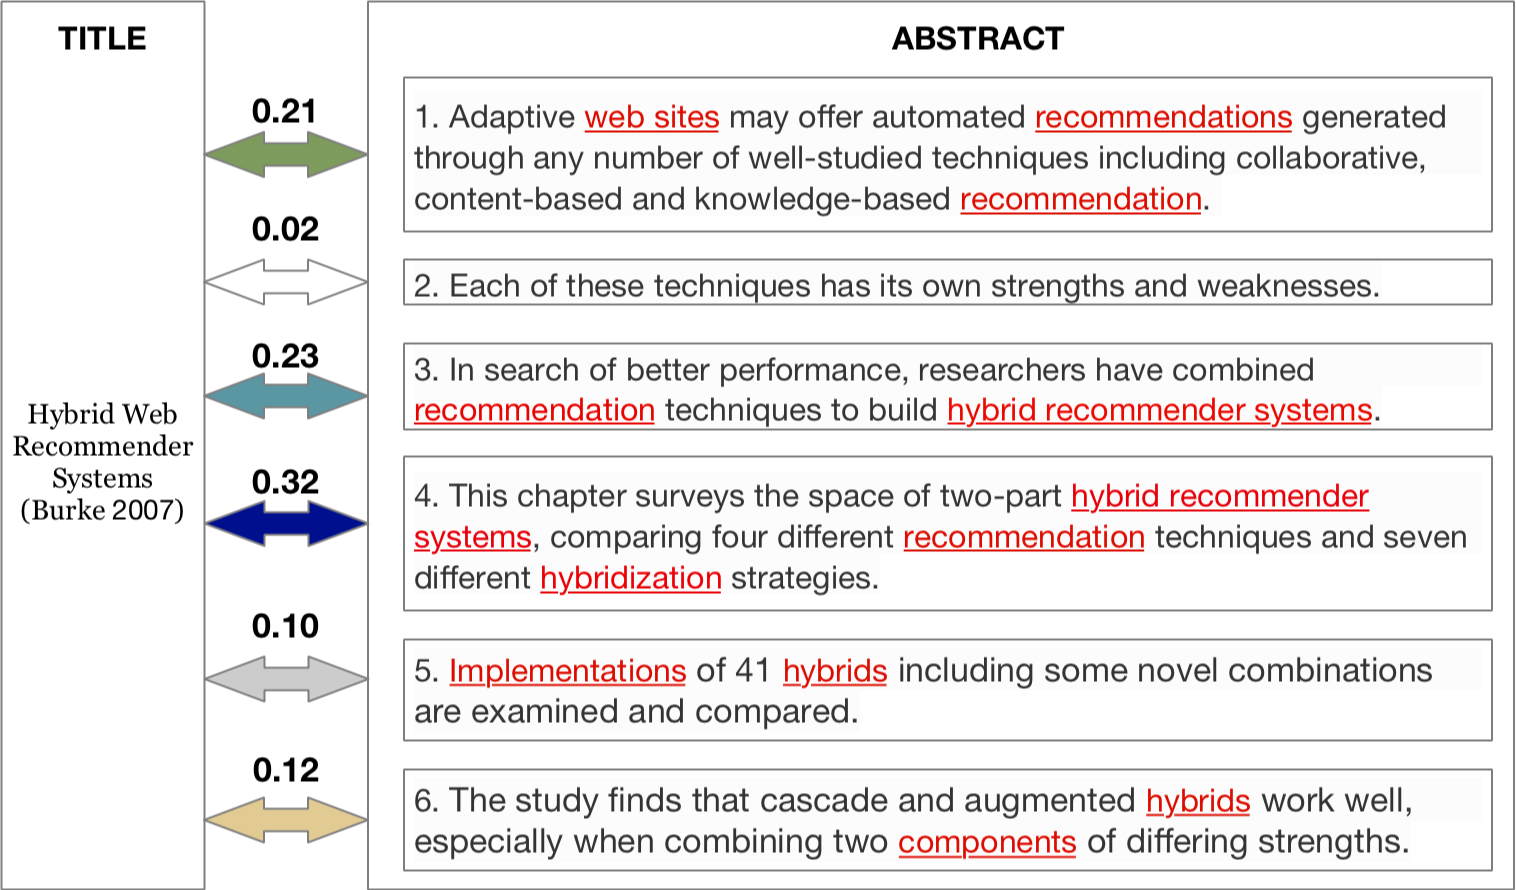 TITLE
ABSTRACT
Hybrid Web
Recommender
Systems
(Burke 2007)
0.21
1. Adaptive web sites may offer automated recommendations generated
through any number of well-studied techniques including collaborative,
content-based and knowledge-based recommendation.
0.02
2. Each of these techniques has its own strengths and weaknesses.
0.23
3. In search of better performance, researchers have combined
recommendation techniques to build hybrid recommender systems.
0.32
4. This chapter surveys the space of two-part hybrid recommender
systems, comparing four different recommendation techniques and seven
different hybridization strategies.
0.10
5. Implementations of 41 hybrids including some novel combinations
are examined and compared.
0.12
6. The study finds that cascade and augmented hybrids work well,
especially when combining two components of differing strengths.